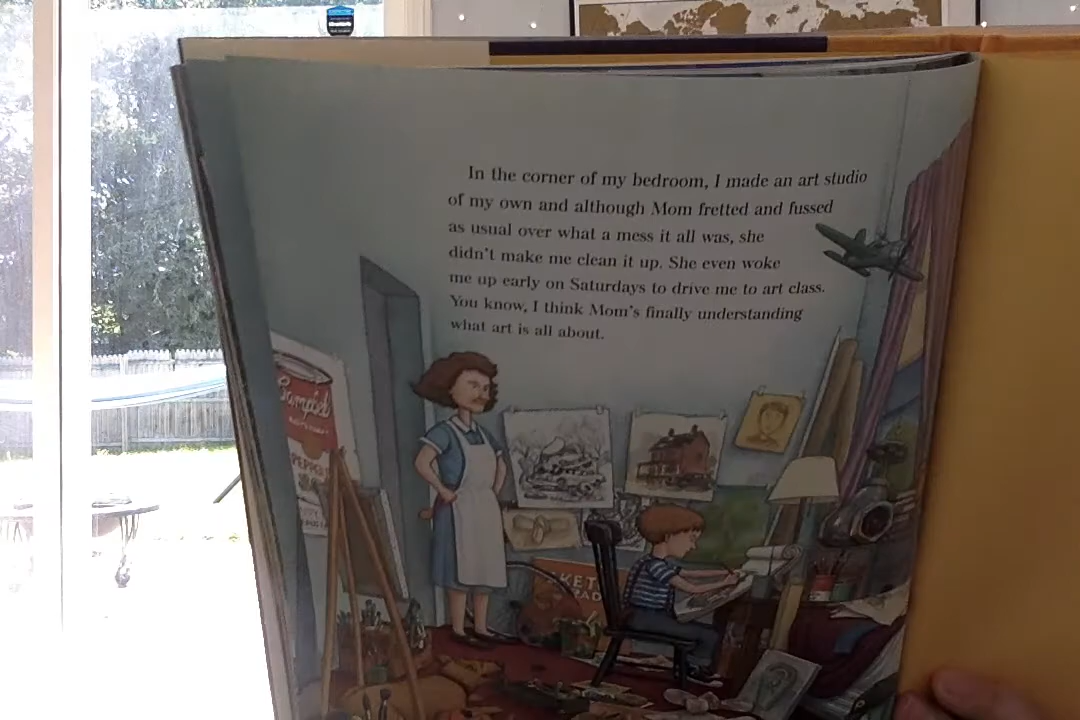 In the corner of my bedroom, I made an art studio
of my own and although Mom fretted and fussed
as usual over what a mess it all was, she
didn't make me clean it up. She even woke
me up early on Saturdays to drive me to art class.
You know, I think Mom's finally understanding
what art is all about.
PEPPER